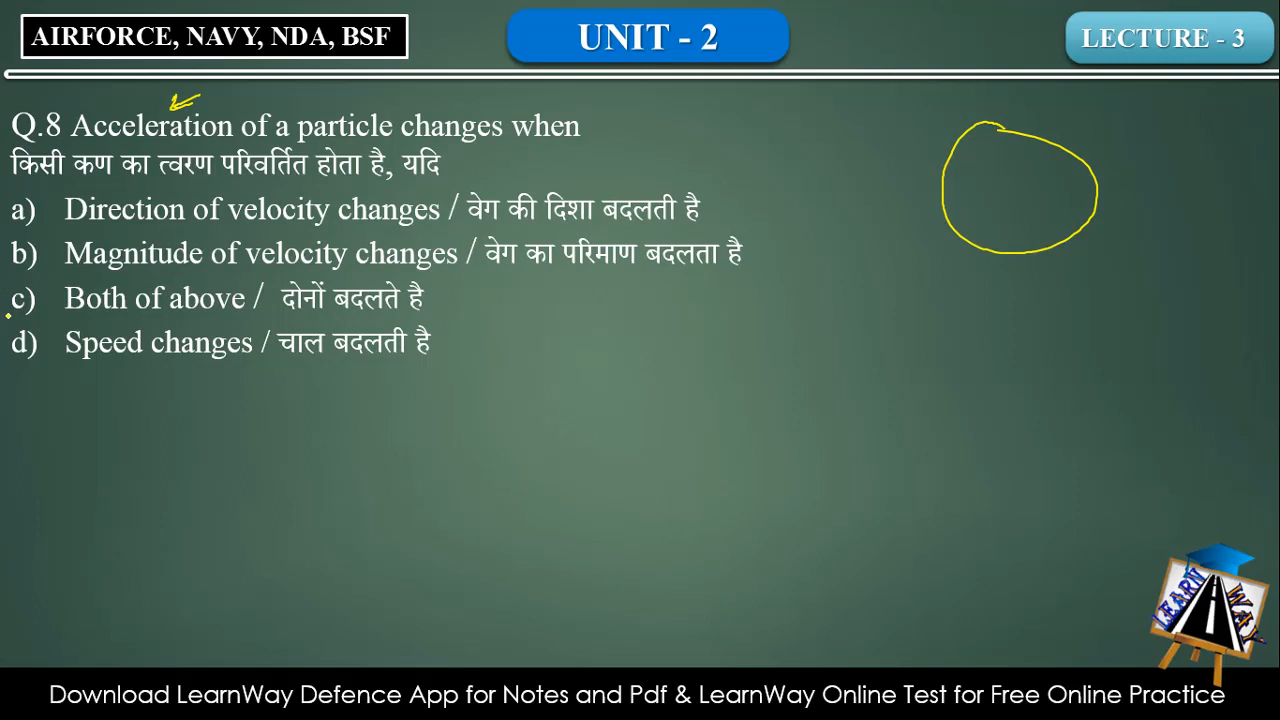 AIRFORCE, NAVY, NDA, BSF
UNIT - 2
LECTURE - 3
Q.8 Acceleration of a particle changes when
किसी कण का त्वरण परिवर्तित होता है, यदि
a) Direction of velocity changes / वेग की दिशा बदलती है
b) Magnitude of velocity changes / वेग का परिमाण बदलता है
c) Both of above / दोनों बदलते है
d) Speed changes / चाल बदलती है
LEARN WAY
Download LearnWay Defence App for Notes and Pdf & LearnWay Online Test for Free Online Practice